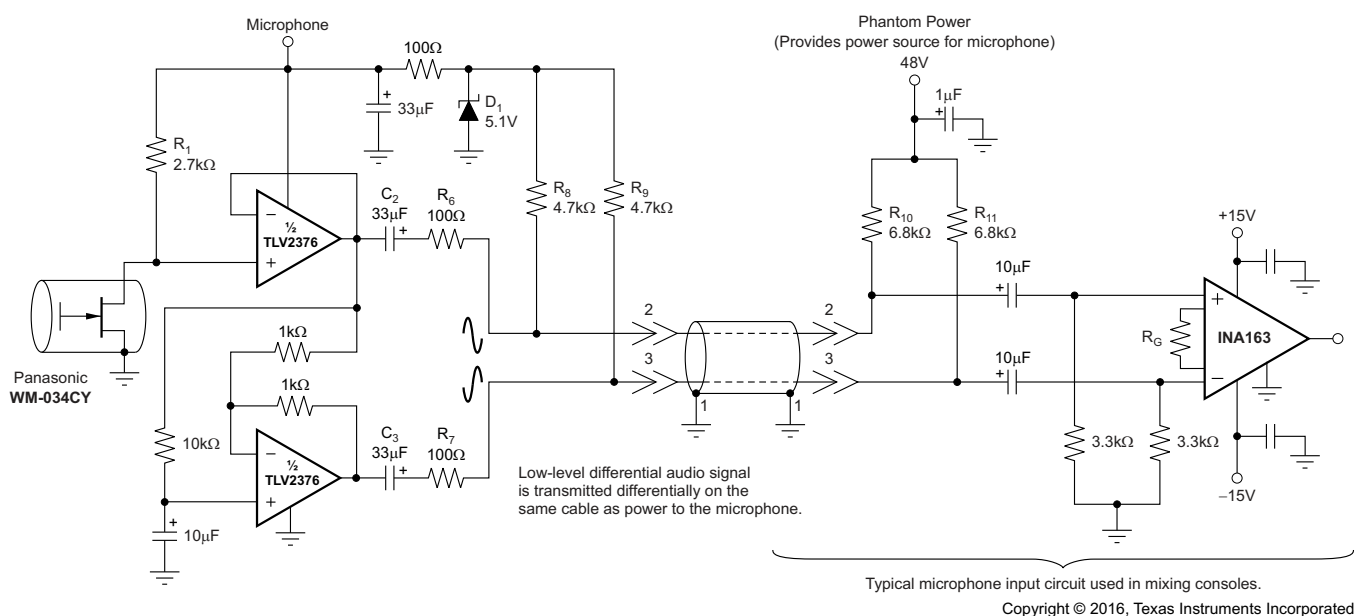 Microphone
100Ω
+
33μF
D1
5.1V
R1
2.7kΩ
−
½
TLV2376
+
C2
33μF
+
R6
100Ω
R8
4.7kΩ
R9
4.7kΩ
Panasonic
WM-034CY
1kΩ
1kΩ
10kΩ
−
½
TLV2376
+
C3
33μF
+
R7
100Ω
+
10μF
2
3
1
2
3
1
Low-level differential audio signal
is transmitted differentially on the
same cable as power to the microphone.
Phantom Power
(Provides power source for microphone)
48V
1μF
+
R10
6.8kΩ
R11
6.8kΩ
10μF
+
10μF
+
3.3kΩ
3.3kΩ
+15V
RG
+
INA163
−
−15V
Typical microphone input circuit used in mixing consoles.
Copyright © 2016, Texas Instruments Incorporated